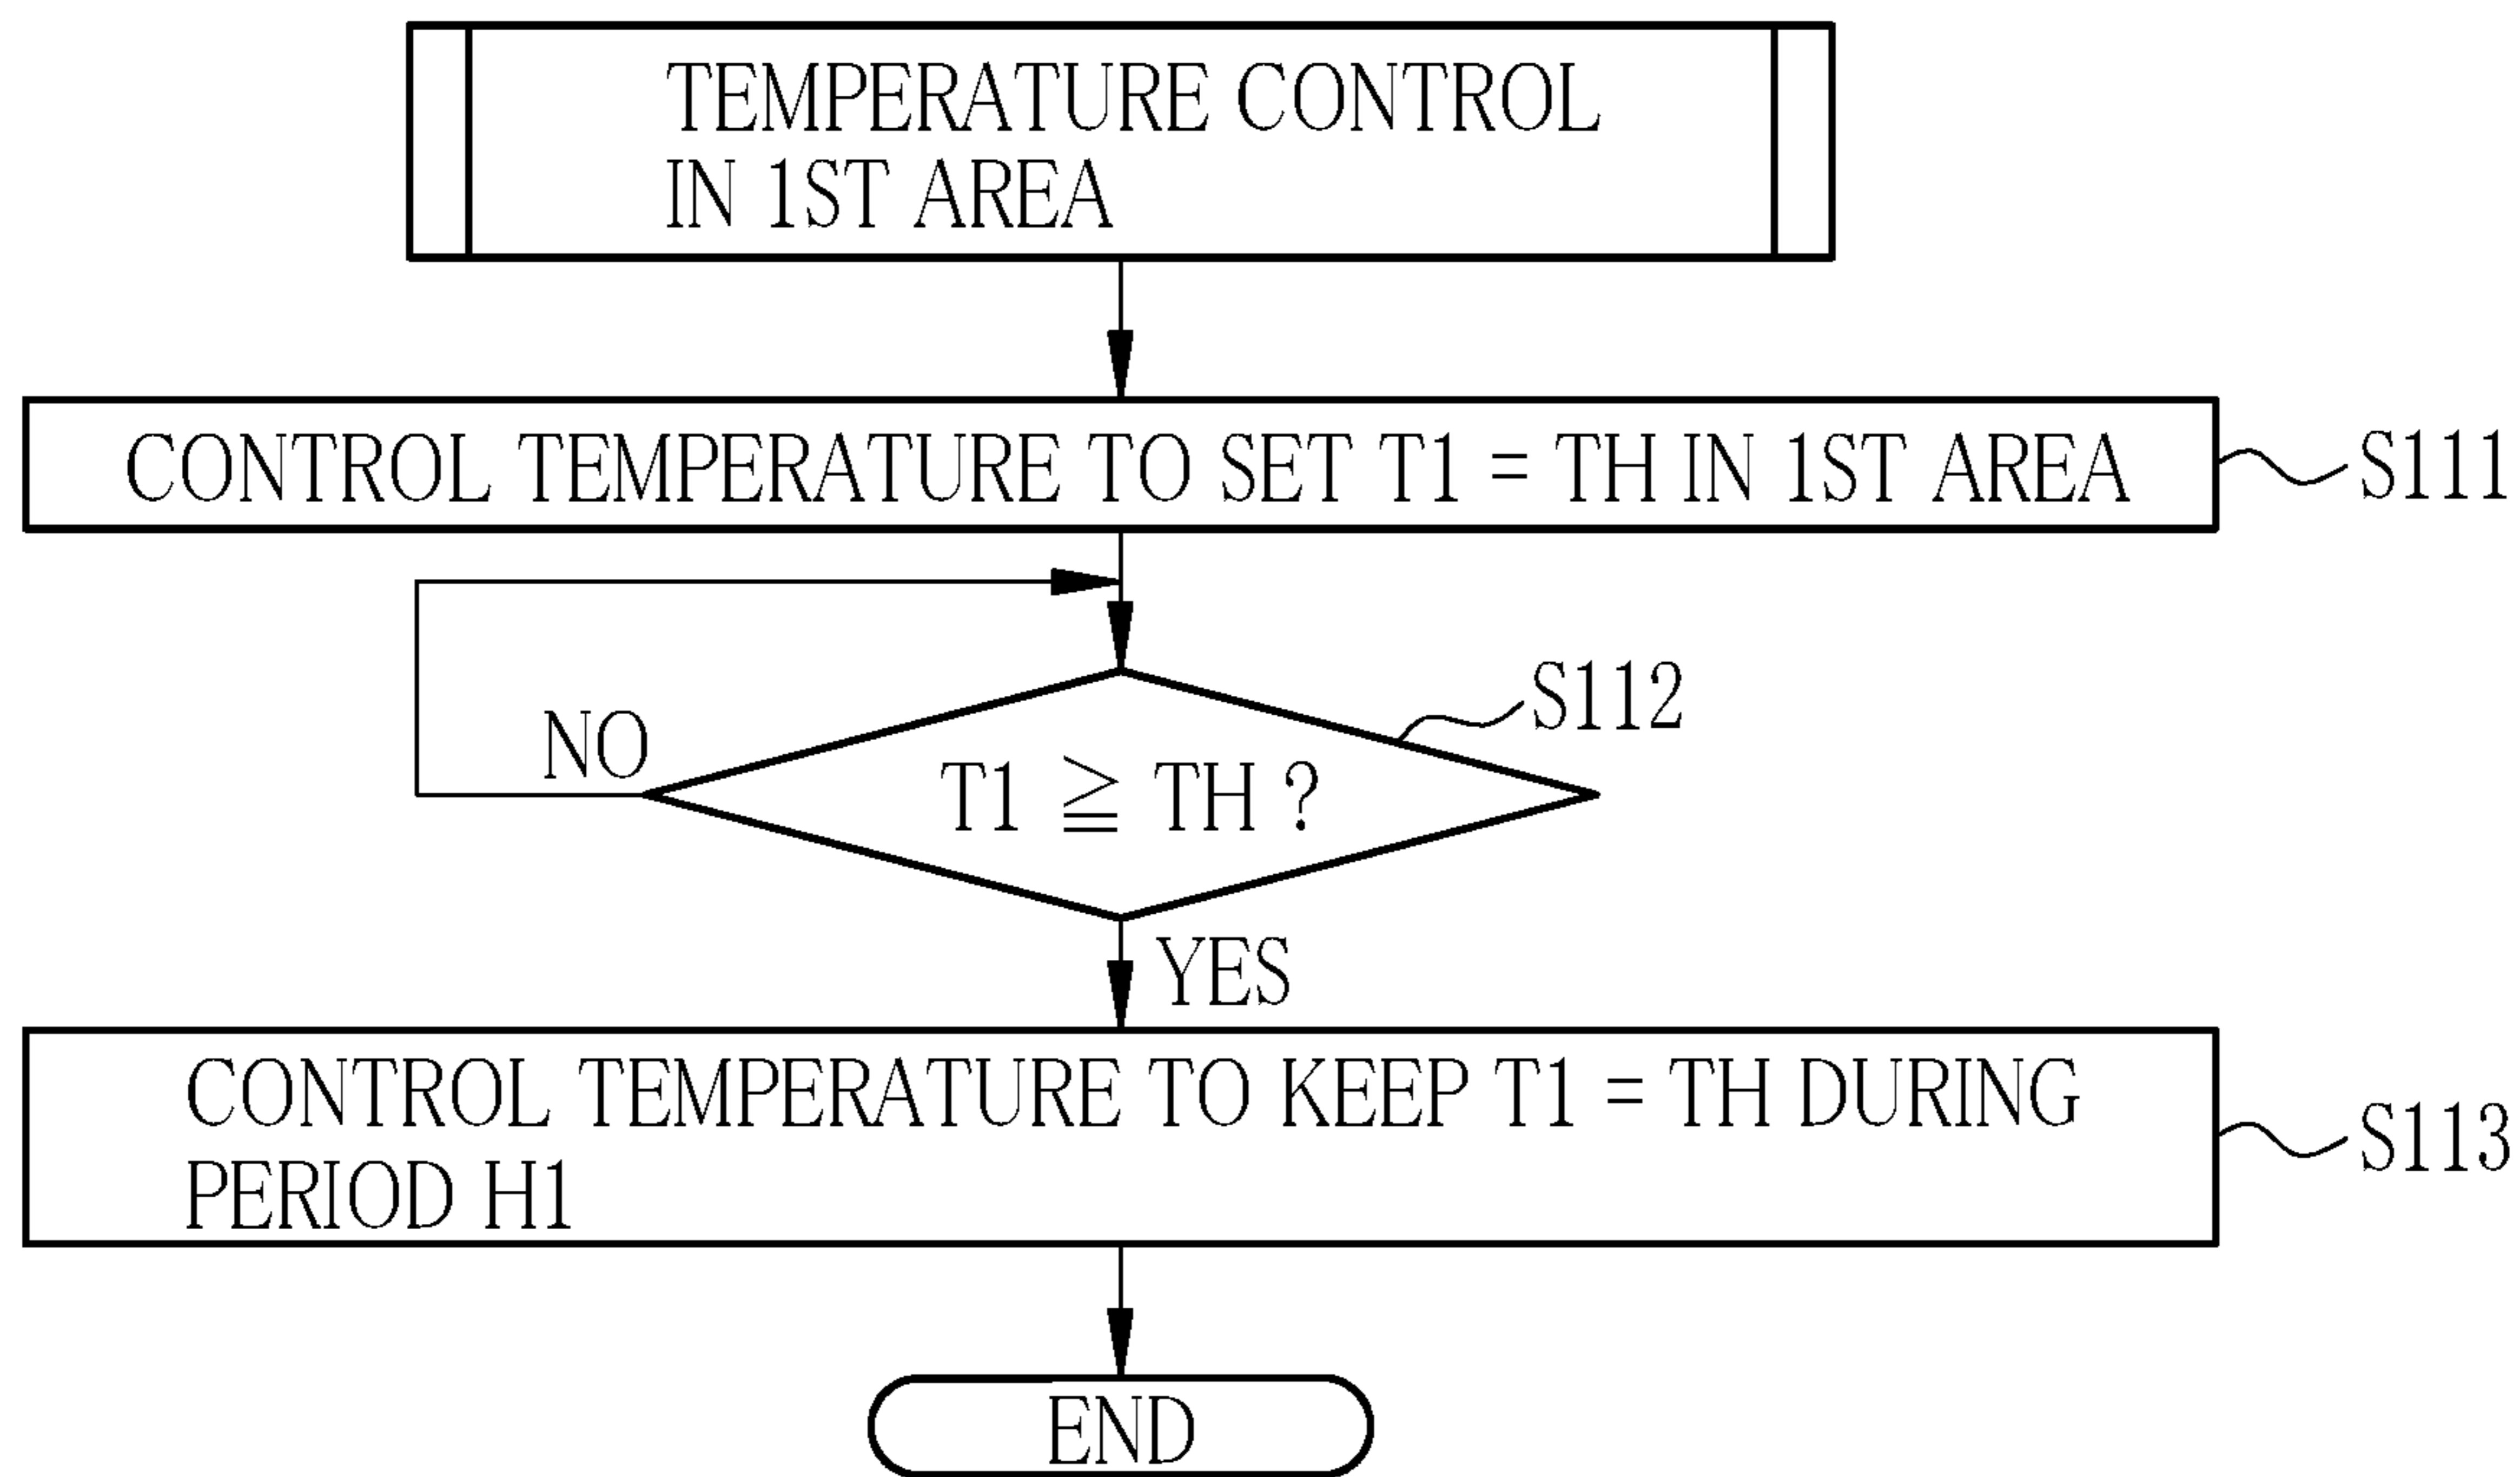 TEMPERATURE CONTROL
IN 1ST AREA
CONTROL TEMPERATURE TO SET T1 = TH IN 1ST AREA
S111
S112
NO
T1 ≧ TH ?
YES
CONTROL TEMPERATURE TO KEEP T1 = TH DURING
PERIOD H1
S113
END